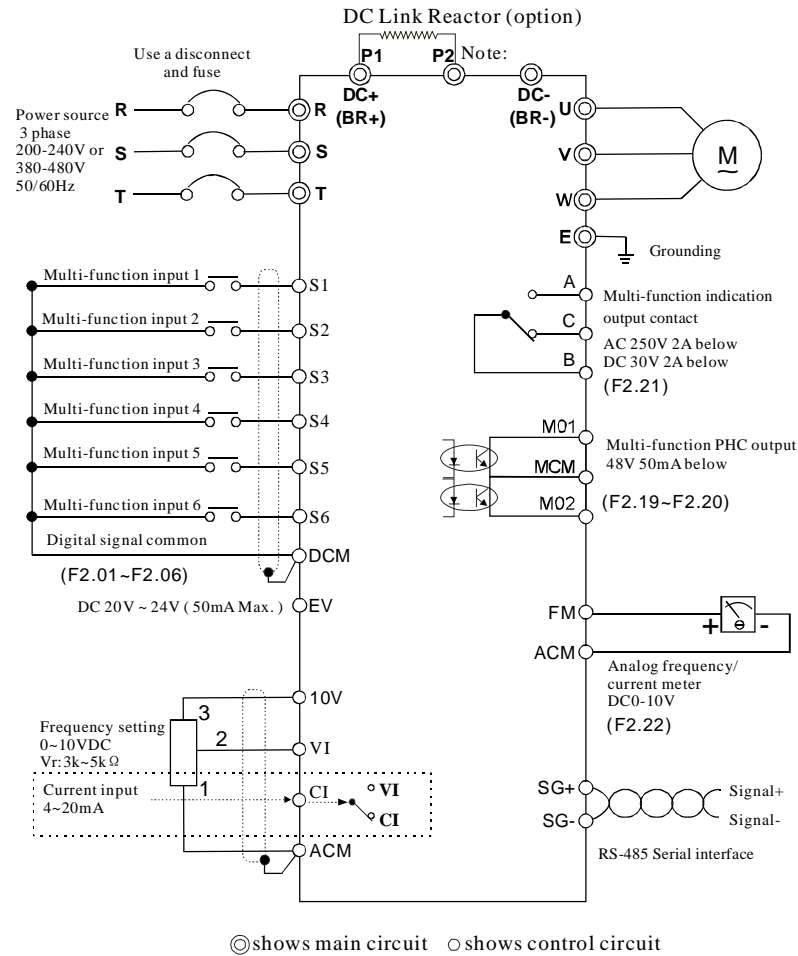 DC Link Reactor (option)
Use a disconnect
and fuse
P1
P2 Note:
DC+
(BR+)
DC-
(BR-)
Power source
3 phase
200-240V or
380-480V
50/60Hz
R
S
T
R
S
T
U
V
W
M
~
E
Grounding
Multi-function input 1
S1
Multi-function input 2
S2
Multi-function input 3
S3
Multi-function input 4
S4
Multi-function input 5
S5
Multi-function input 6
S6
Digital signal common
DCM
(F2.01~F2.06)
DC 20V ~ 24V ( 50mA Max. )
EV
A
C
B
Multi-function indication
output contact
AC 250V 2A below
DC 30V 2A below
(F2.21)
M01
MCM
M02
Multi-function PHC output
48V 50mA below
(F2.19~F2.20)
FM
+
-
ACM
Analog frequency/
current meter
DC0-10V
(F2.22)
10V
3
Frequency setting
0~10VDC
Vr:3k~5kΩ
2
VI
1
Current input
4~20mA
CI
VI
CI
ACM
SG+
SG-
Signal+
Signal-
RS-485 Serial interface
shows main circuit
shows control circuit